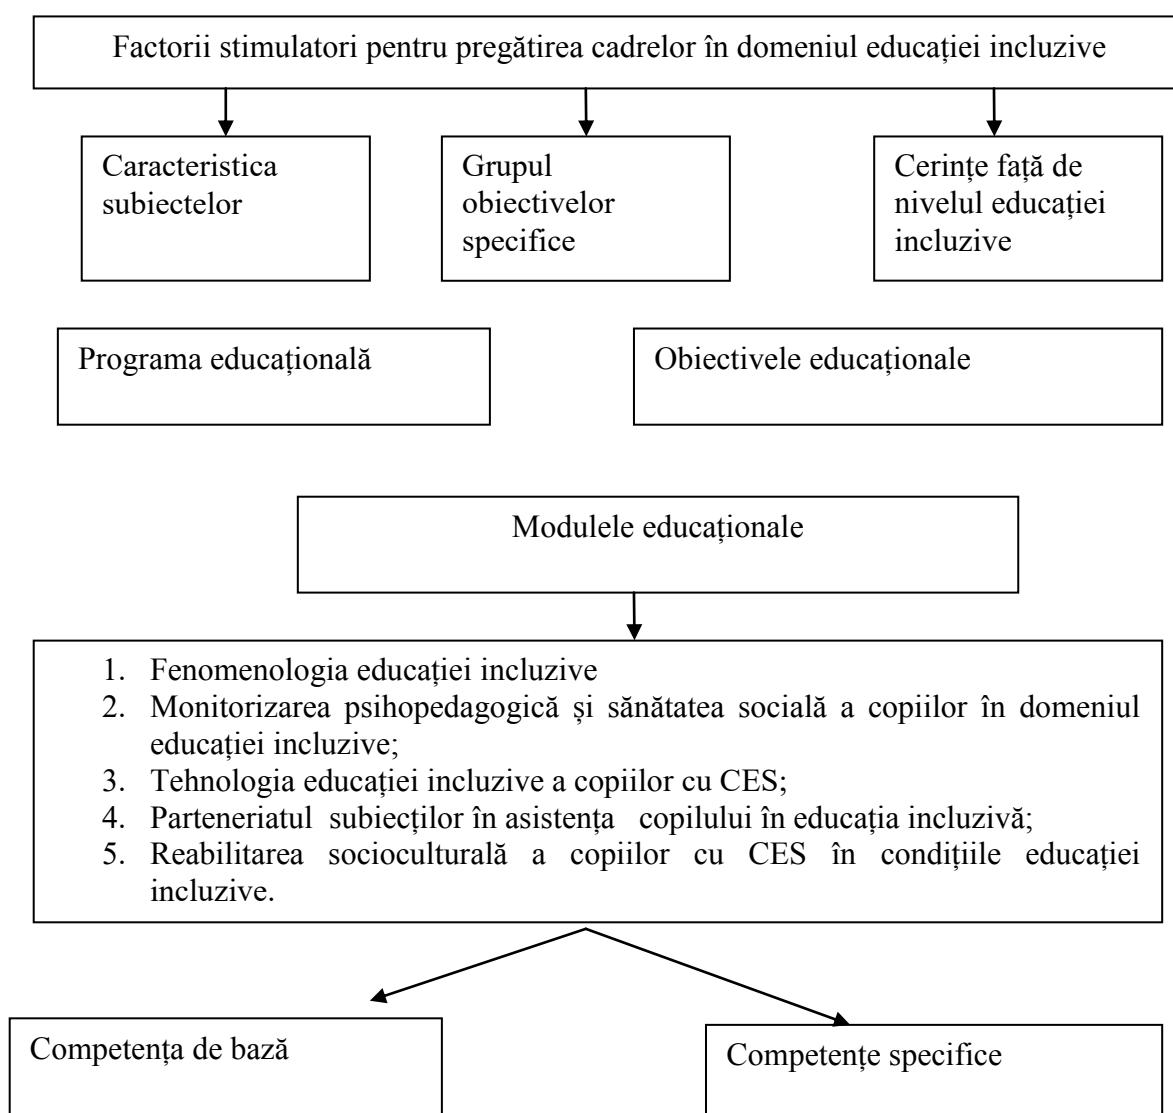 Factorii stimulatori pentru pregătirea cadrelor în domeniul educației incluzive
Caracteristica
subiectelor
Grupul
obiectivelor
specifice
Cerințe față de
nivelul educației
incluzive
Programa educațională
Obiectivele educaționale
Modulele educaționale
1. Fenomenologia educației incluzive
2. Monitorizarea psihopedagogică și sănătatea socială a copiilor în domeniul
educației incluzive;
3. Tehnologia educației incluzive a copiilor cu CES;
4. Parteneriatul subiecților în asistența copilului în educația incluzivă;
5. Reabilitarea socioculturală a copiilor cu CES în condițiile educației
incluzive.
Competența de bază
Competențe specifice